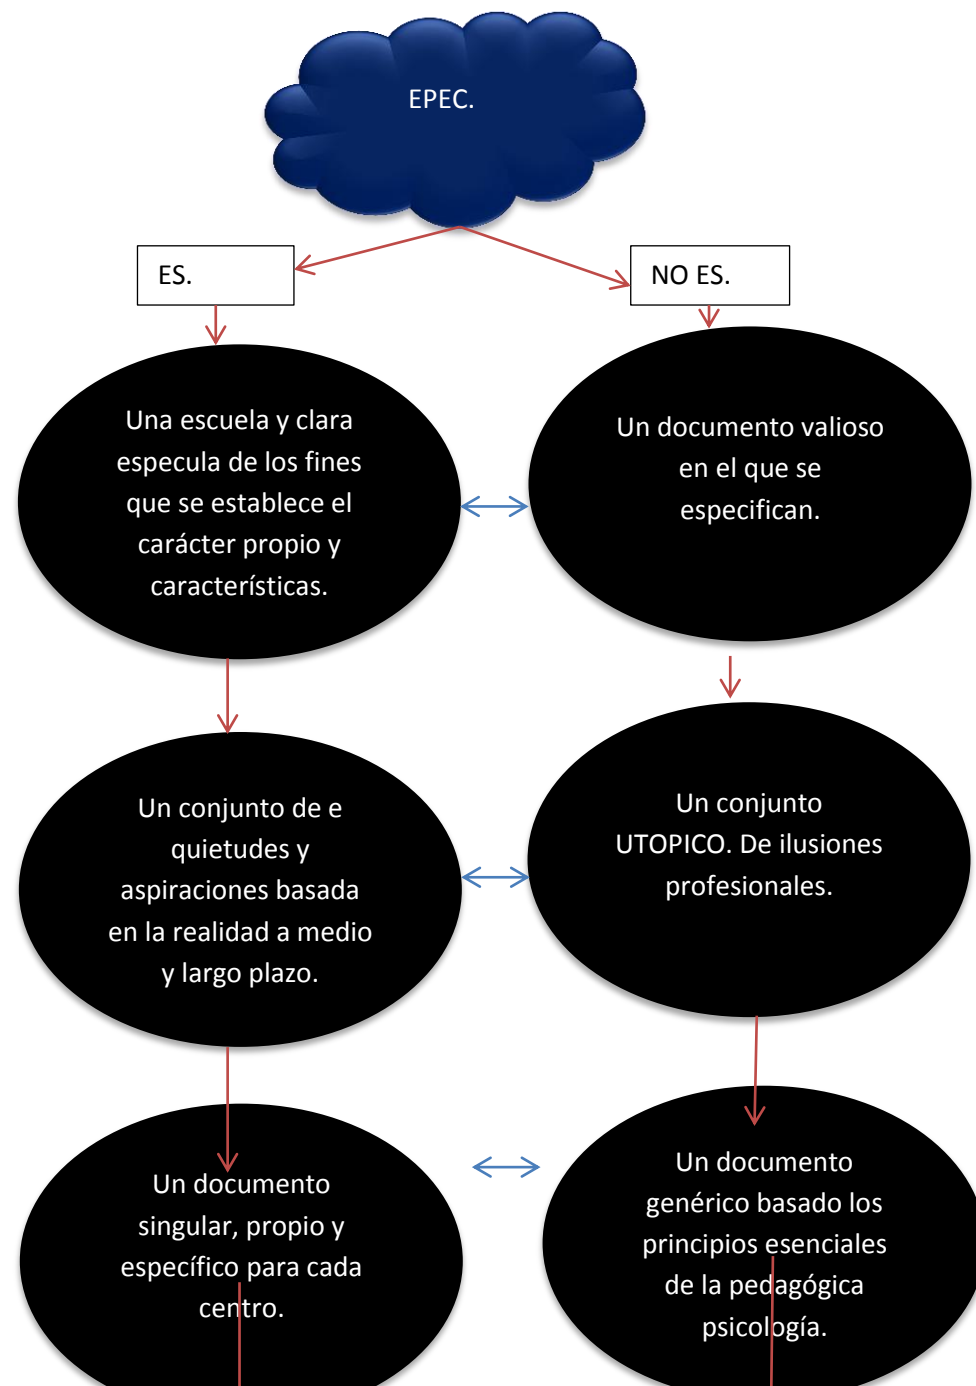 EPEC.
ES.
NO ES.
Una escuela y clara
especula de los fines
que se establece el
carácter propio y
características.
Un documento valioso
en el que se
especifican.
Un conjunto de e
quietudes y
aspiraciones basada
en la realidad a medio
y largo plazo.
Un conjunto
UTOPICO. De ilusiones
profesionales.
Un documento
singular, propio y
específico para cada
centro.
Un documento
genérico basado los
principios esenciales
de la pedagógica
psicología.